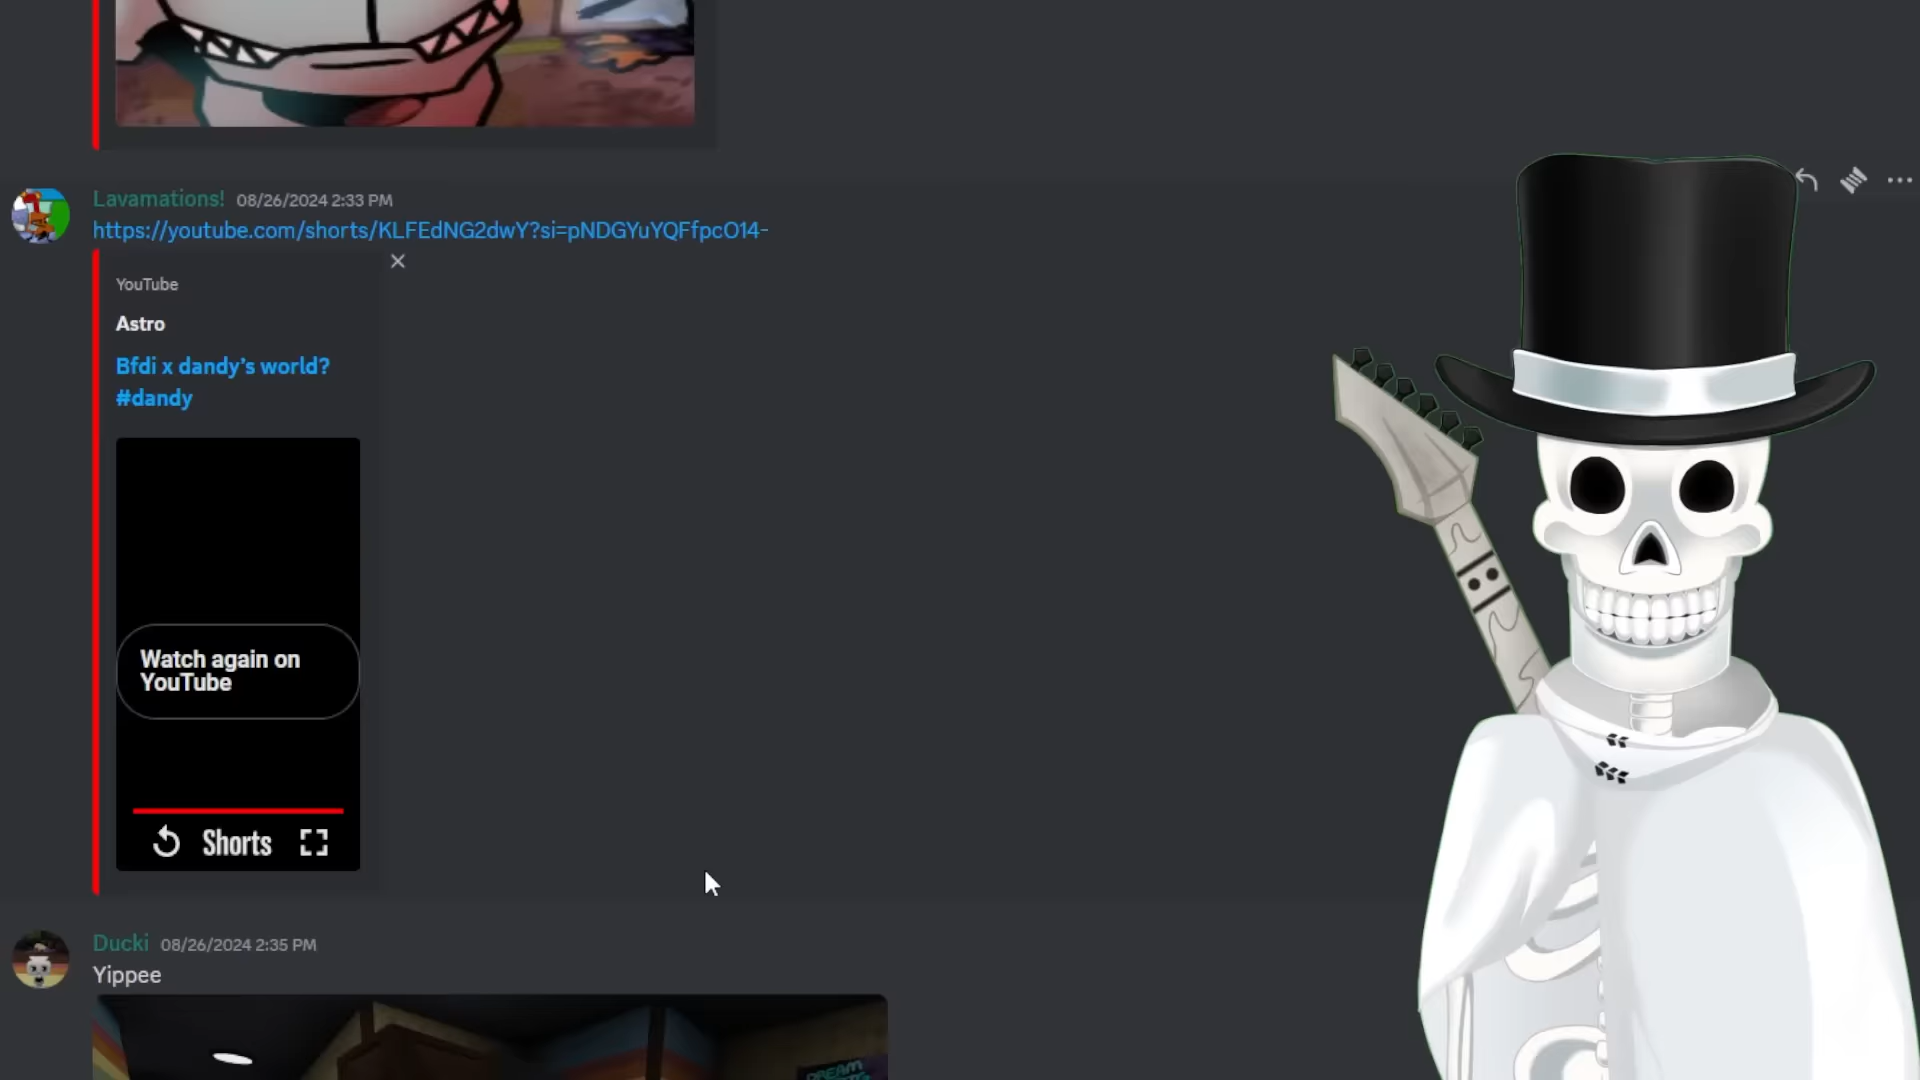 Lavamations! 08/26/2024 2:33 PM
https://youtube.com/shorts/KLFEdNG2dwY?si=pNDGYuYQFfpcO14-
YouTube
Astro
Bfdi x dandy’s world?
#dandy
Watch again on
YouTube
Shorts
Ducki 08/26/2024 2:35 PM
Yippee
DREAM